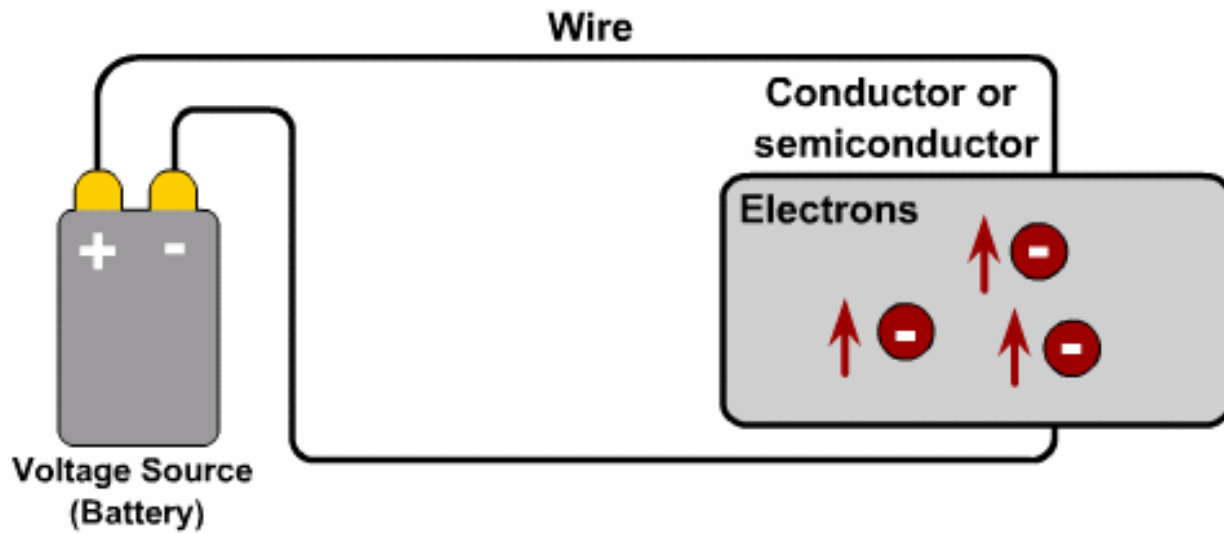 Wire
Conductor or
semiconductor
Electrons
+ -
-
-
-
Voltage Source
(Battery)